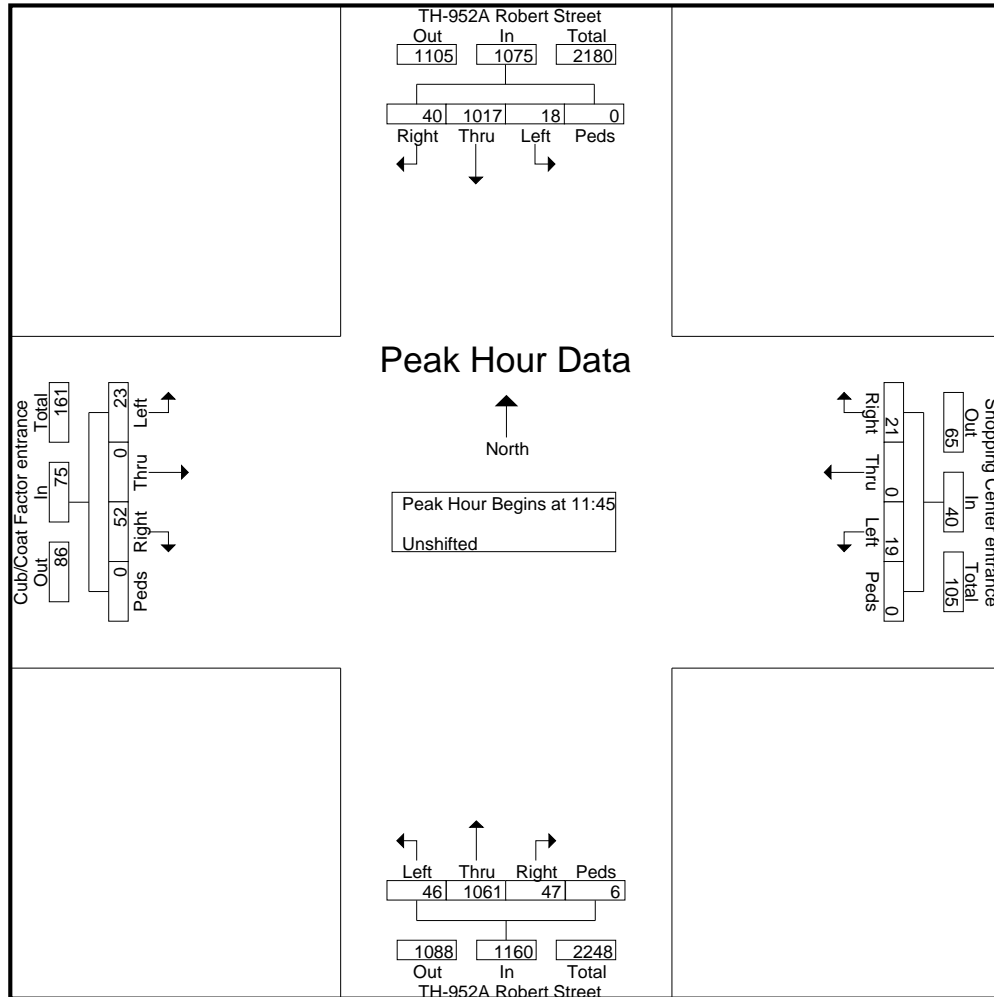 TH-952A Robert Street
Out In Total
1105 1075 2180
40 1017 18 0
Right Thru Left Peds
Peak Hour Data
North
Peak Hour Begins at 11:45
Unshifted
Cub/Coat Factor entrance
Total In Out
161 75 86
23 0 52 0
Left Thru Right Peds
Shopping Center entrance
Out In Total
65 40 105
21 0 19 0
Right Thru Left Peds
Left Thru Right Peds
46 1061 47 6
1088 1160 2248
Out In Total
TH-952A Robert Street